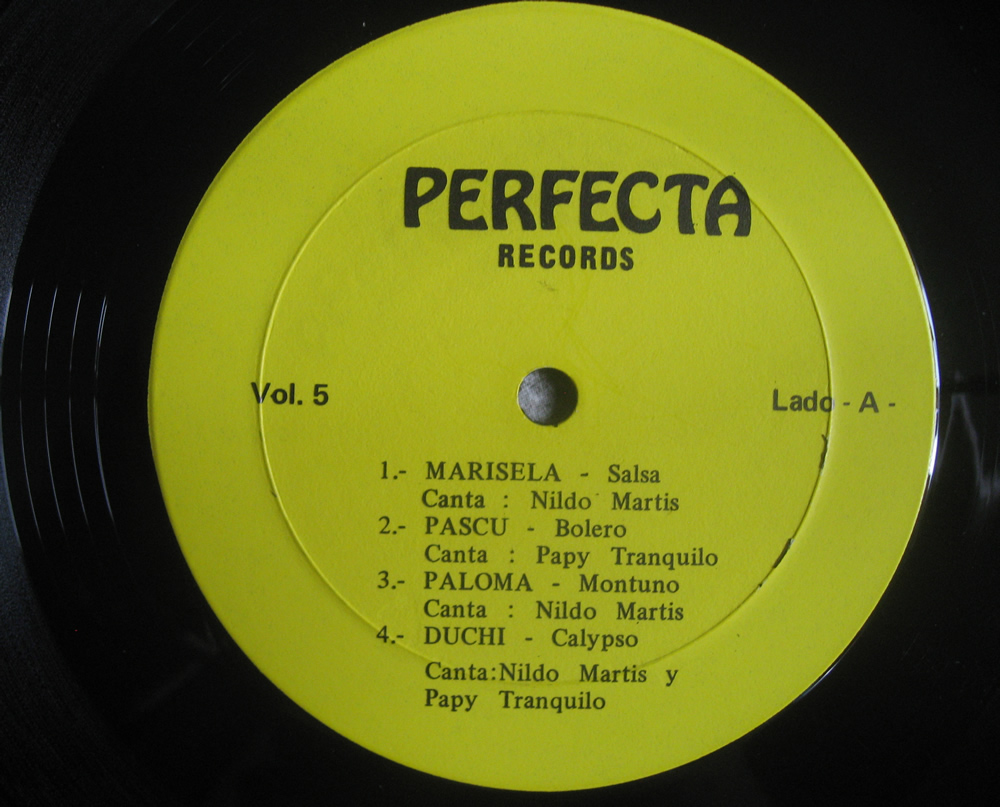 PERFECTA
RECORDS
Vol. 5
Lado - A -
1.- MARISELA - Salsa
Canta : Nildo Martis
2.- PASCU - Bolero
Canta : Papy Tranquilo
3.- PALOMA - Montuno
Canta : Nildo Martis
4.- DUCHI - Calypso
Canta:Nildo Martis y
Papy Tranquilo